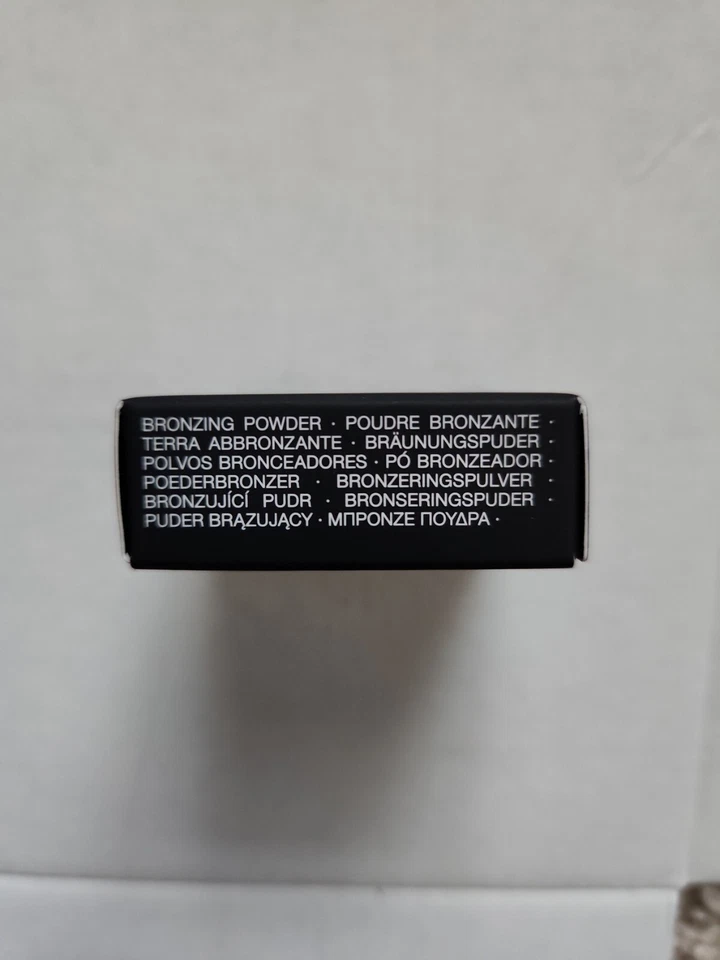 BRONZING POWDER · POUDRE BRONZANTE ·
TERRA ABBRONZANTE · BRÄUNUNGSPUDER ·
POLVOS BRONCEADORES · PÓ BRONZEADOR ·
POEDERBRONZER · BRONZERINGSPULVER ·
BRONZUJÍCÍ PUDR · BRONSERINGSPUDER ·
PUDER BRĄZUJĄCY · ΜΠΡΟΝΖΕ ΠΟΥΔΡΑ ·